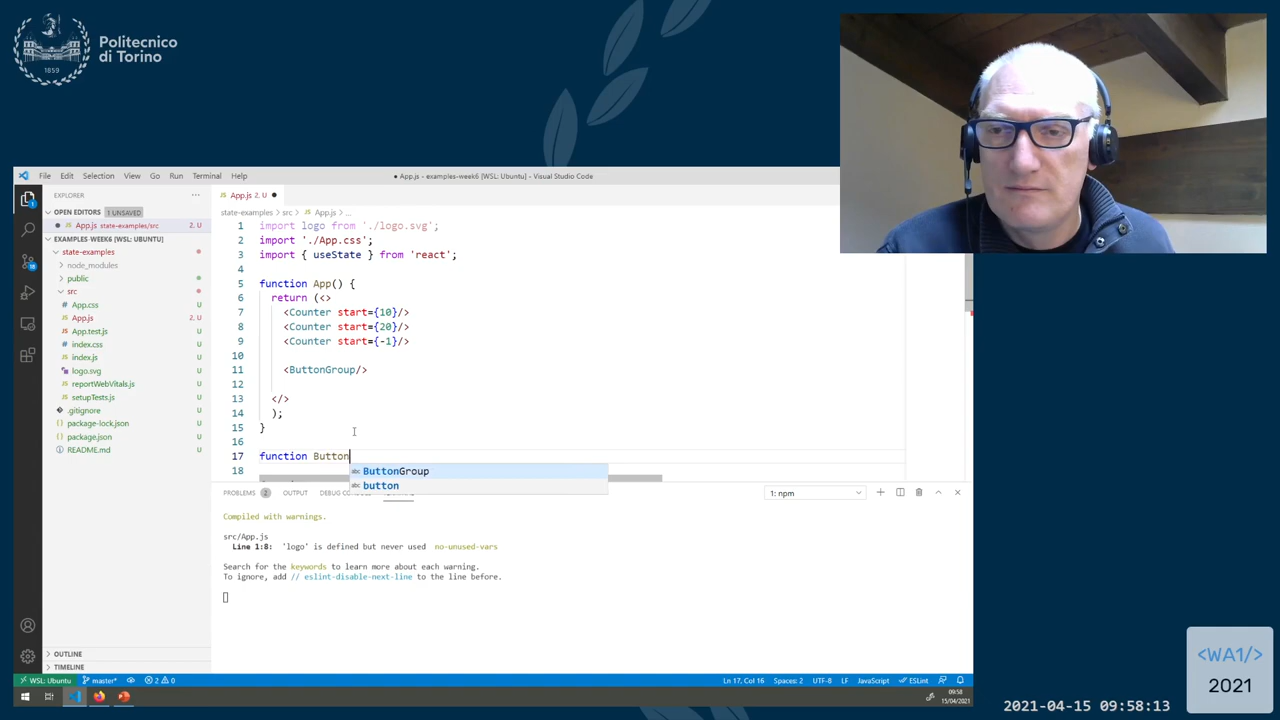 Politecnico
di Torino
1859
File Edit Selection View Go Run Terminal Help
● App.js - examples-week6 [WSL: Ubuntu] - Visual Studio Code
EXPLORER ···
JS App.js 2, U ●
OPEN EDITORS 1 UNSAVED
● JS App.js state-examples/src 2, U
EXAMPLES-WEEK6 [WSL: UBUNTU]
state-examples
node_modules
public
src
App.css U
App.js 2, U
App.test.js U
index.css U
index.js U
logo.svg U
reportWebVitals.js U
setupTests.js U
.gitignore U
package-lock.json U
package.json U
README.md U
OUTLINE
TIMELINE
state-examples > src > JS App.js > ...
1 import logo from './logo.svg';
2 import './App.css';
3 import { useState } from 'react';
4
5 function App() {
6 return (<>
7 <Counter start={10}/>
8 <Counter start={20}/>
9 <Counter start={-1}/>
10
11 <ButtonGroup/>
12
13 </>
14 );
15 }
16
17 function Button
18
abc ButtonGroup
abc button
PROBLEMS 2 OUTPUT
1: npm
Compiled with warnings.
src/App.js
Line 1:8: 'logo' is defined but never used no-unused-vars
Search for the keywords to learn more about each warning.
To ignore, add // eslint-disable-next-line to the line before.
WSL: Ubuntu master* 2 0 Ln 17, Col 16 Spaces: 2 UTF-8 LF JavaScript ESLint
09:58
15/04/2021
<WA1/>
2021
2021-04-15 09:58:13